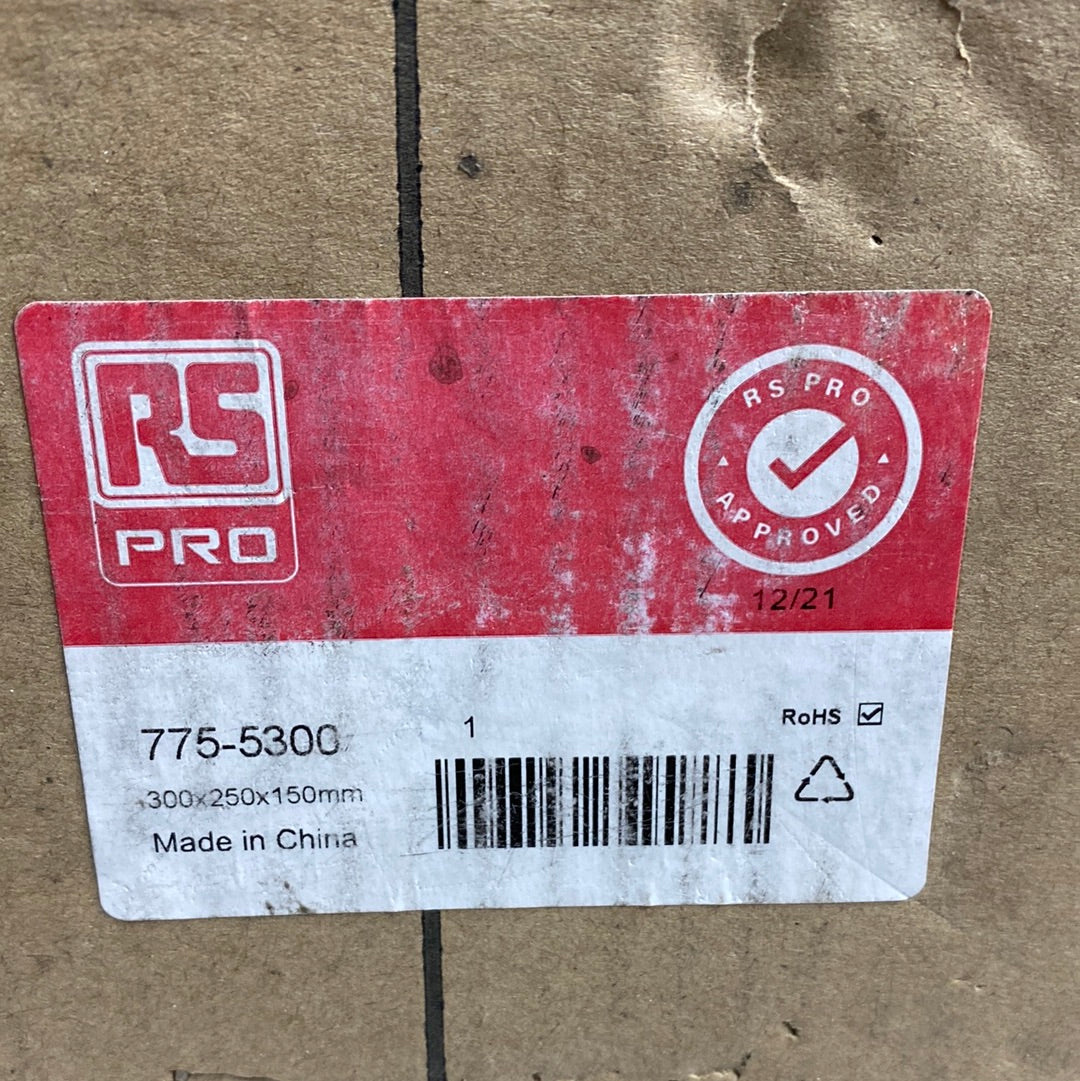 RS
PRO
RS PRO
APPROVED
12/21
775-5300
1
RoHS
300x250x150mm
Made in China